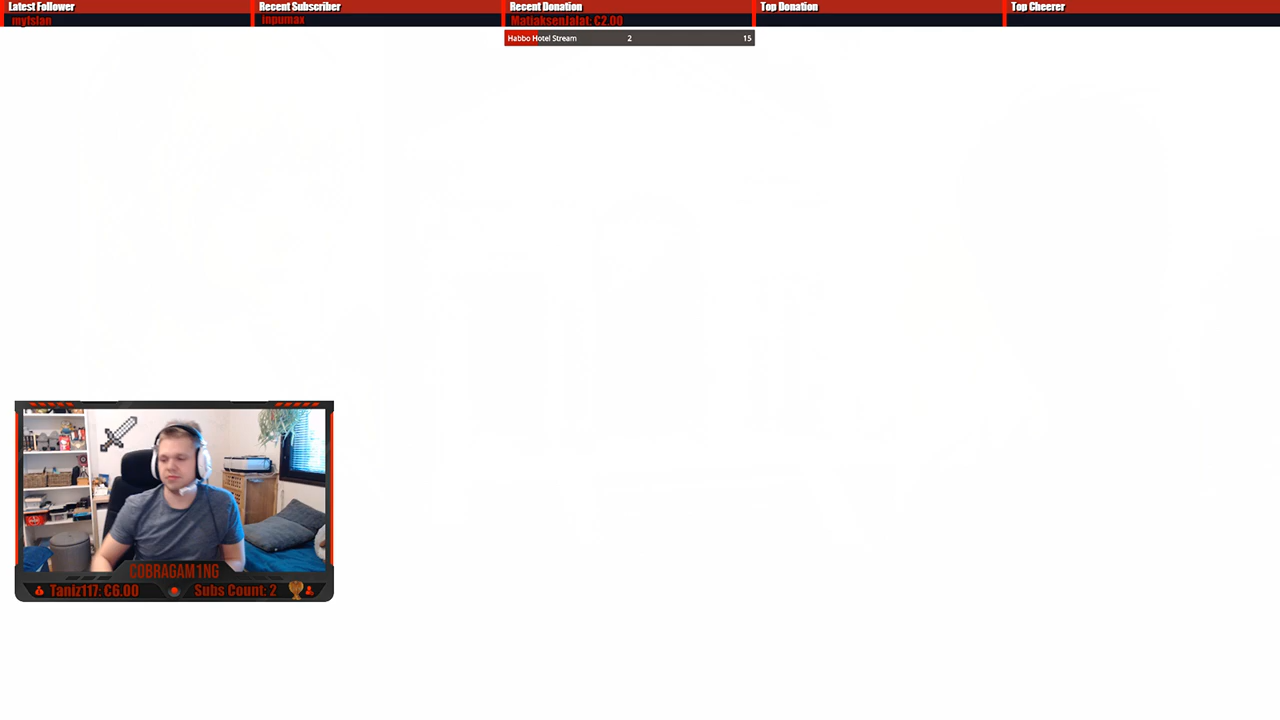 Latest Follower
myfslan
Recent Subscriber
inpumax
Recent Donation
MatiaksenJalat: €2.00
Top Donation
Top Cheerer
Habbo Hotel Stream 2 15
COBRAGAM1NG
Taniz117: €6.00
Subs Count: 2